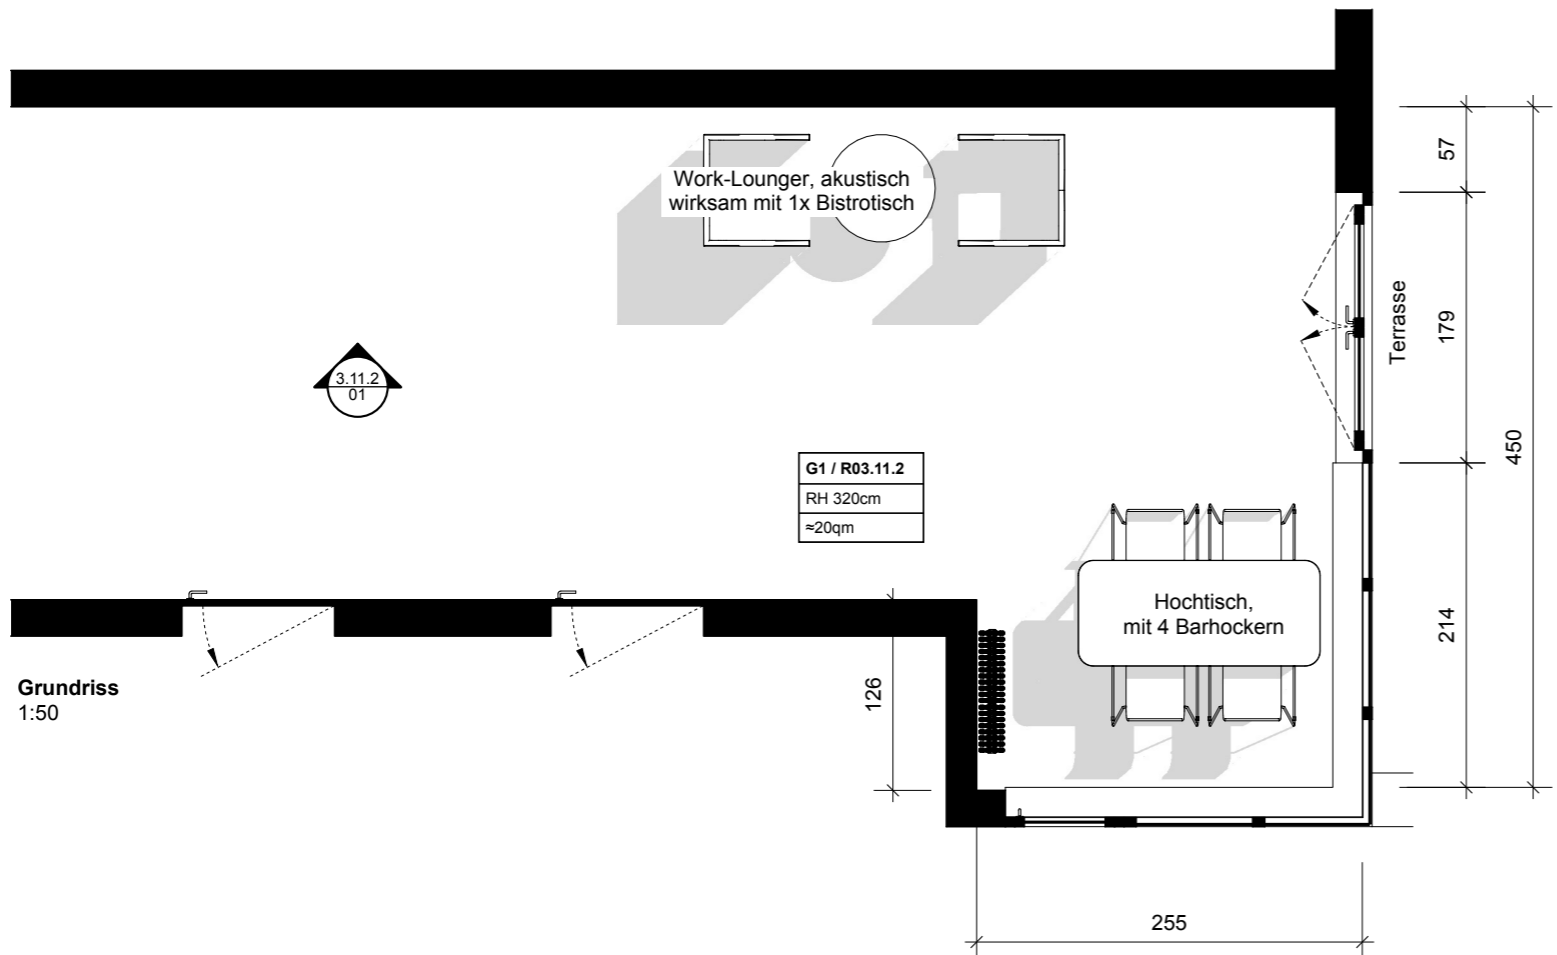 Work-Lounger, akustisch
wirksam mit 1x Bistrotisch
57
179
Terrasse
450
3.11.2
01
G1 / R03.11.2
RH 320cm
≈20qm
Hochtisch,
mit 4 Barhockern
214
Grundriss
1:50
126
255